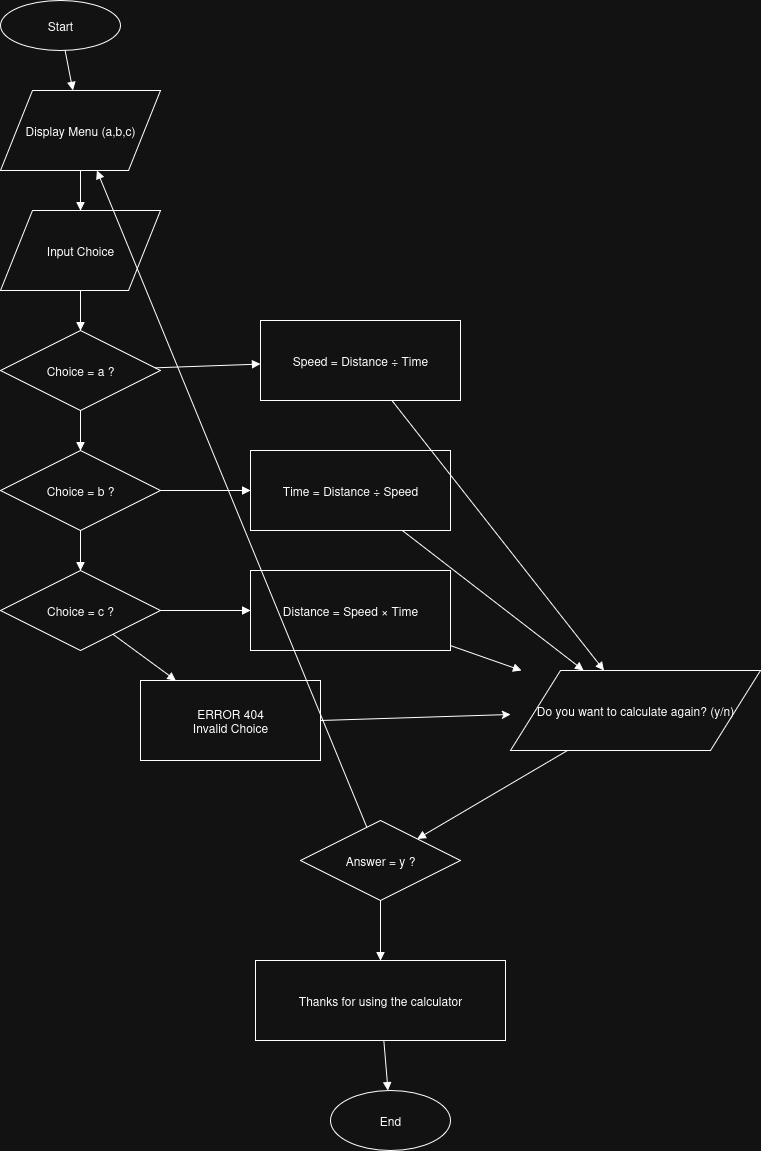 Start
Display Menu (a,b,c)
Input Choice
Choice = a ?
Speed = Distance ÷ Time
Choice = b ?
Time = Distance ÷ Speed
Choice = c ?
Distance = Speed × Time
ERROR 404
Invalid Choice
Do you want to calculate again? (y/n)
Answer = y ?
Thanks for using the calculator
End